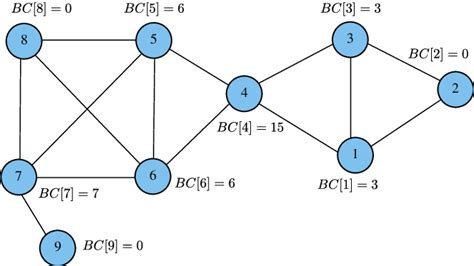 BC[8] = 0
BC[5] = 6
BC[3] = 3
8
5
3
BC[2] = 0
4
2
BC[4] = 15
1
7
6
BC[7] = 7
BC[6] = 6
BC[1] = 3
9
BC[9] = 0